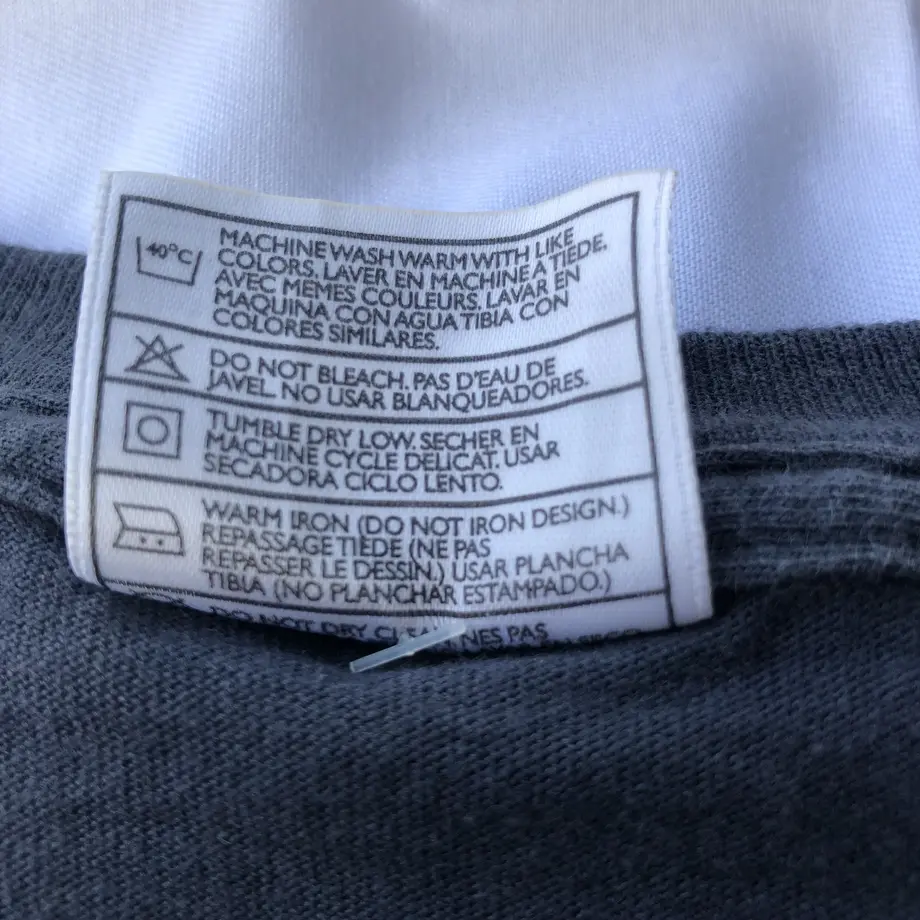 40°C
MACHINE WASH WARM WITH LIKE
COLORS. LAVER EN MACHINE A TIEDE.
AVEC MEMES COULEURS. LAVAR EN
MAQUINA CON AGUA TIBIA CON
COLORES SIMILARES.
DO NOT BLEACH. PAS D'EAU DE
JAVEL. NO USAR BLANQUEADORES.
TUMBLE DRY LOW. SECHER EN
MACHINE CYCLE DELICAT. USAR
SECADORA CICLO LENTO.
WARM IRON (DO NOT IRON DESIGN.)
REPASSAGE TIEDE (NE PAS
REPASSER LE DESSIN.) USAR PLANCHA
TIBIA (NO PLANCHAR ESTAMPADO.)
DO NOT DRY CLEAN. NES PAS